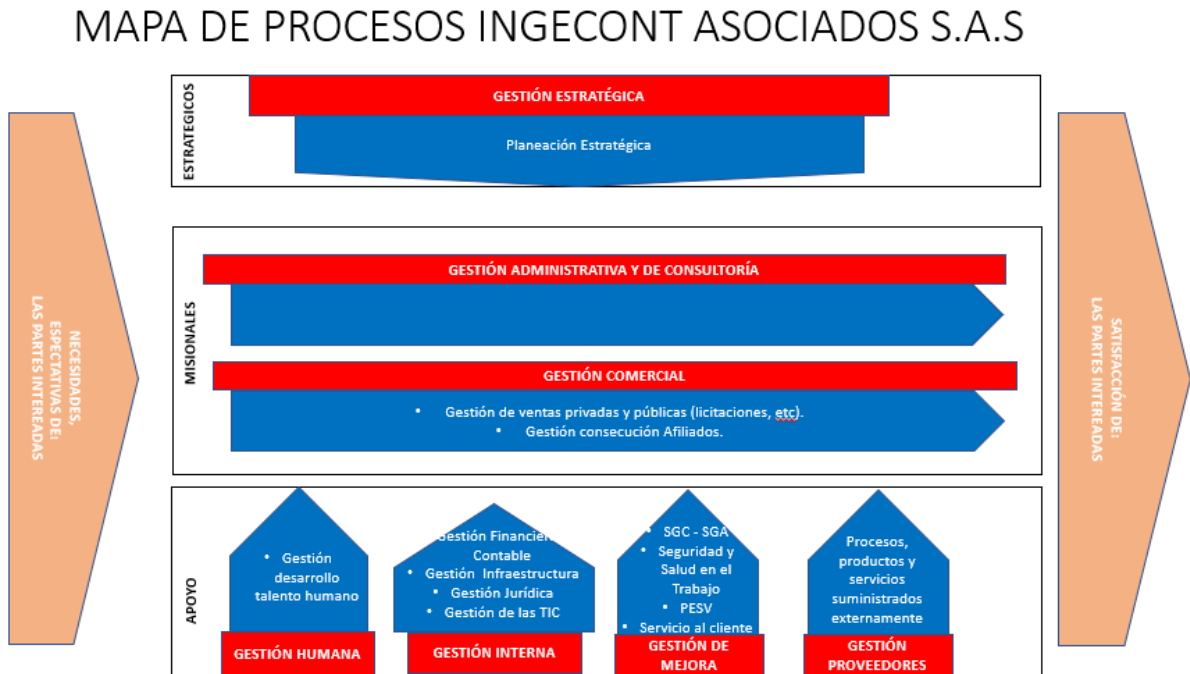 MAPA DE PROCESOS INGECONT ASOCIADOS S.A.S
NECESIDADES,
ESPECTATIVAS DE:
LAS PARTES INTEREADAS
ESTRATEGICOS
GESTIÓN ESTRATÉGICA
Planeación Estratégica
MISIONALES
GESTIÓN ADMINISTRATIVA Y DE CONSULTORÍA
GESTIÓN COMERCIAL
• Gestión de ventas privadas y públicas (licitaciones, etc).
• Gestión consecución Afiliados.
APOYO
• Gestión
desarrollo
talento humano
GESTIÓN HUMANA
Gestión Financiera
Contable
• Gestión Infraestructura
• Gestión Jurídica
• Gestión de las TIC
GESTIÓN INTERNA
• SGC - SGA
• Seguridad y
Salud en el
Trabajo
• PESV
• Servicio al cliente
GESTIÓN DE
MEJORA
Procesos,
productos y
servicios
suministrados
externamente
GESTIÓN
PROVEEDORES
SATISFACCIÓN DE:
LAS PARTES INTEREADAS